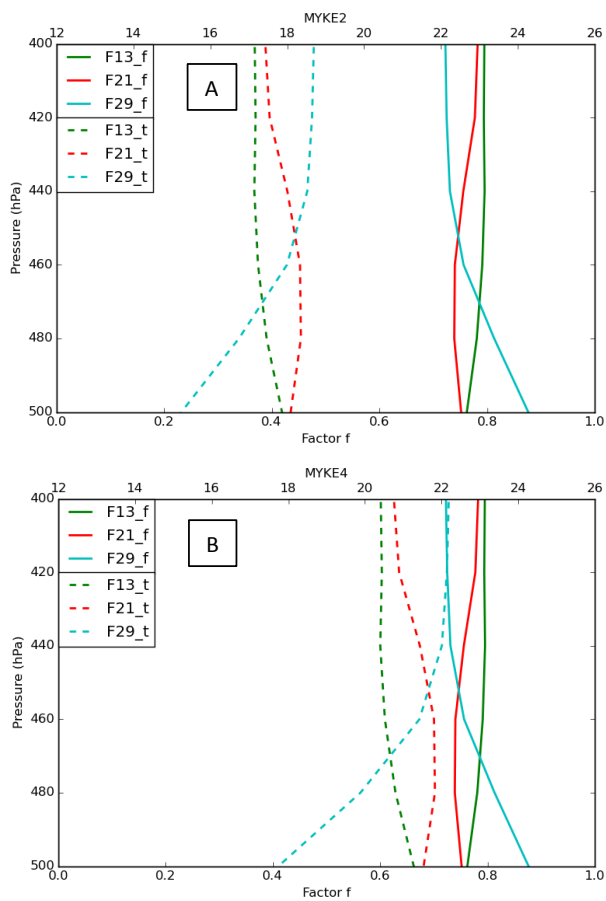 MYKE2
12 14 16 18 20 22 24 26
400
F13_f
F21_f
F29_f
A
420
F13_t
F21_t
F29_t
440
Pressure (hPa)
460
480
500
0.0 0.2 0.4 0.6 0.8 1.0
Factor f
MYKE4
12 14 16 18 20 22 24 26
400
F13_f
F21_f
F29_f
B
420
F13_t
F21_t
F29_t
440
Pressure (hPa)
460
480
500
0.0 0.2 0.4 0.6 0.8 1.0
Factor f